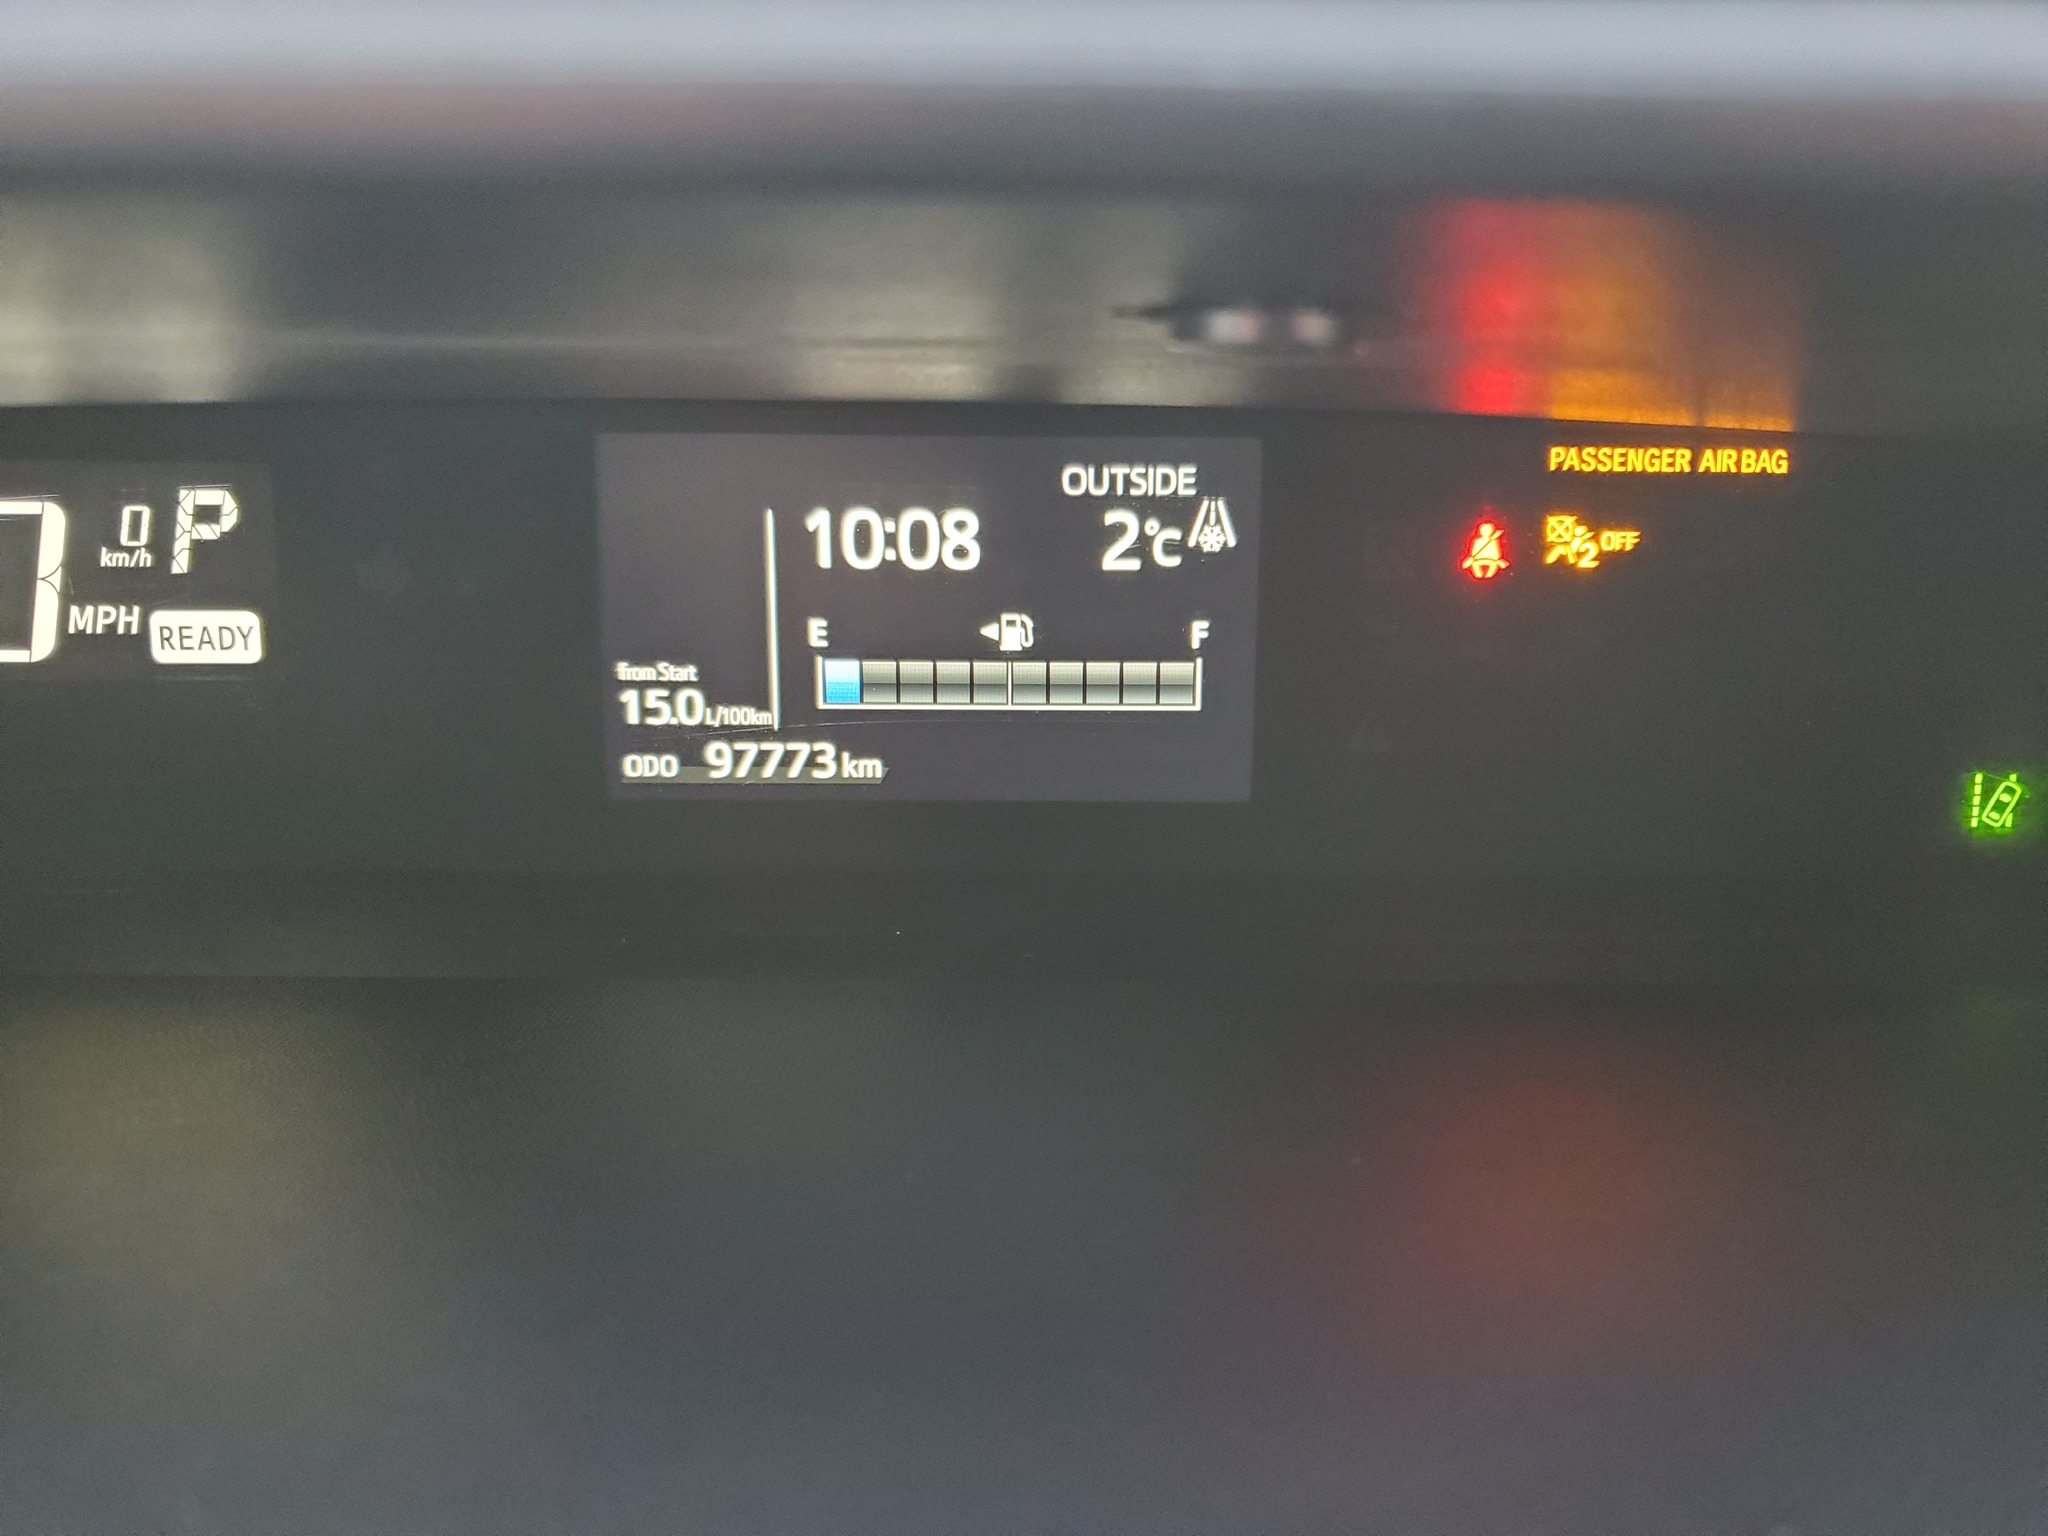 0
km/h
P
MPH
READY
OUTSIDE
10:08
2°C
E
F
from Start
15.0 L/100km
ODO 97773 km
PASSENGER AIR BAG
2 OFF